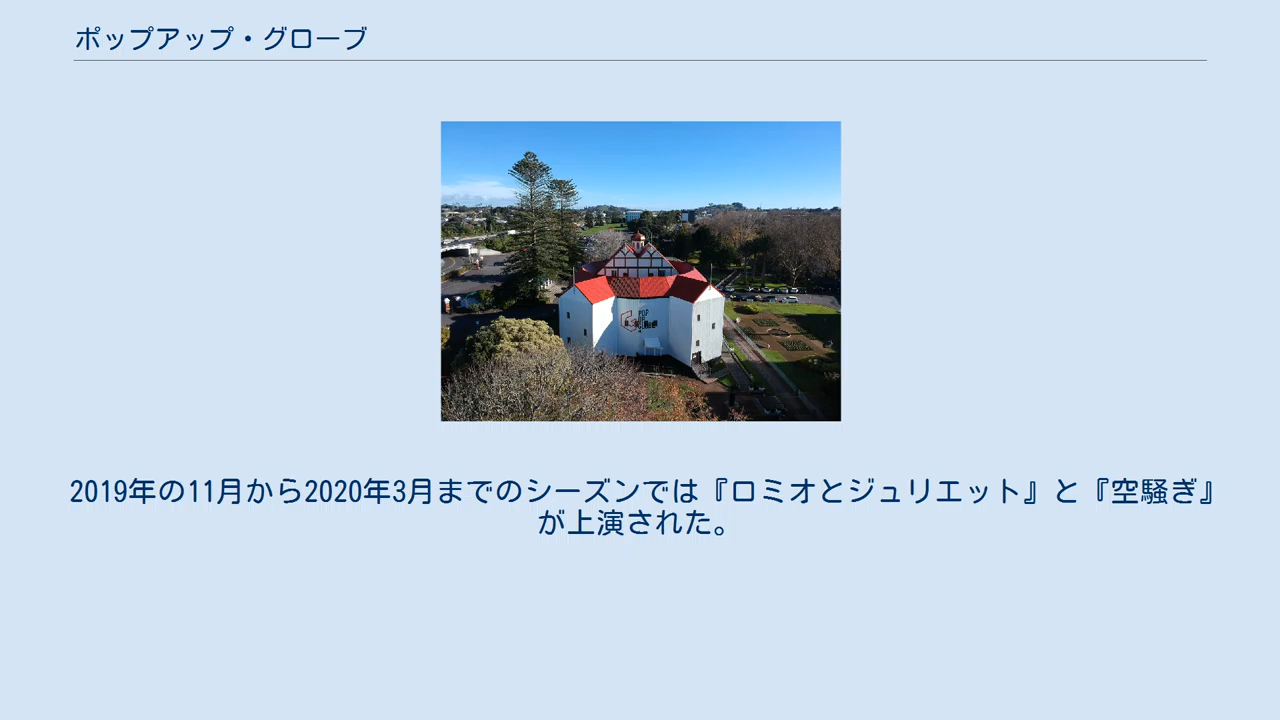 ポップアップ・グローブ
POP
UP
2019年の11月から2020年3月までのシーズンでは『ロミオとジュリエット』と『空騒ぎ』
が上演された。